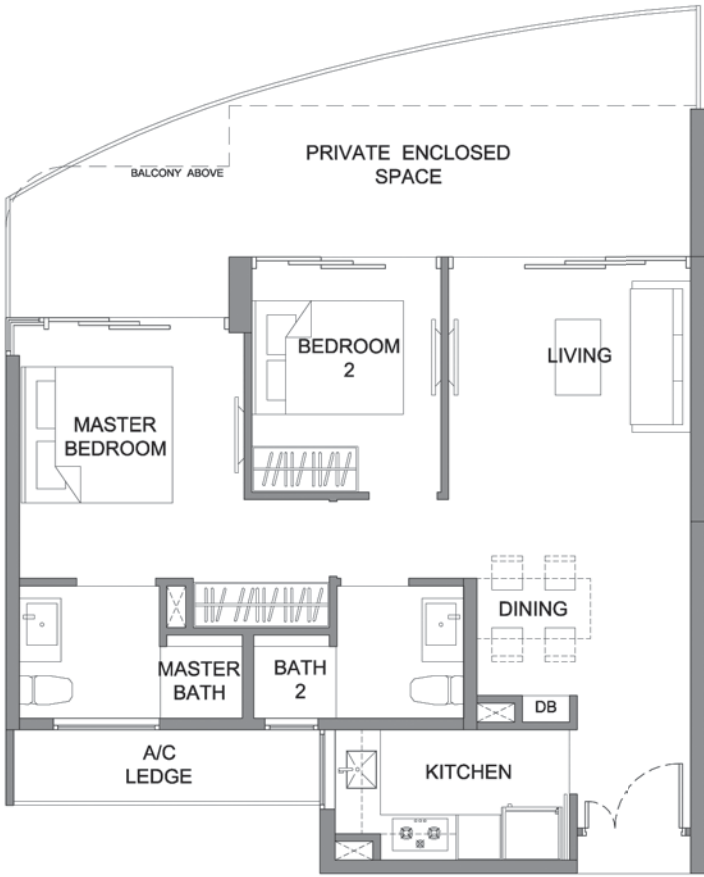 PRIVATE ENCLOSED
SPACE
BALCONY ABOVE
BEDROOM
2
LIVING
MASTER
BEDROOM
DINING
MASTER
BATH
BATH
2
DB
A/C
LEDGE
KITCHEN